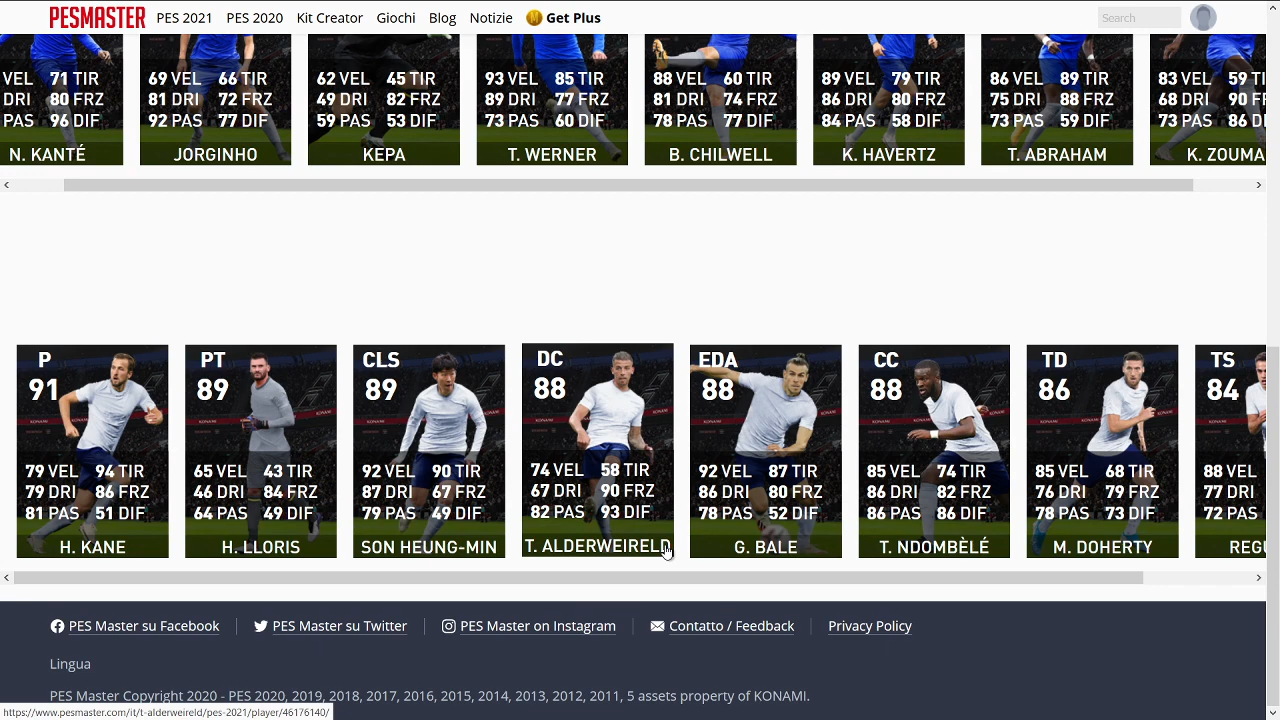 PESMASTER PES 2021 PES 2020 Kit Creator Giochi Blog Notizie Get Plus Search
VEL 71 TIR 69 VEL 66 TIR 62 VEL 45 TIR 93 VEL 85 TIR 88 VEL 60 TIR 89 VEL 79 TIR 86 VEL 89 TIR 83 VEL 59 TIR
DRI 80 FRZ 81 DRI 72 FRZ 49 DRI 82 FRZ 89 DRI 77 FRZ 81 DRI 74 FRZ 86 DRI 80 FRZ 75 DRI 88 FRZ 68 DRI 90 FR
PAS 96 DIF 92 PAS 77 DIF 59 PAS 53 DIF 73 PAS 60 DIF 78 PAS 77 DIF 84 PAS 58 DIF 73 PAS 59 DIF 73 PAS 86 DI
N. KANTÉ JORGINHO KEPA T. WERNER B. CHILWELL K. HAVERTZ T. ABRAHAM K. ZOUMA
P PT CLS DC EDA CC TD TS
91 89 89 88 88 88 86 84
79 VEL 94 TIR 65 VEL 43 TIR 92 VEL 90 TIR 74 VEL 58 TIR 92 VEL 87 TIR 85 VEL 74 TIR 85 VEL 68 TIR 88 VEL
79 DRI 86 FRZ 46 DRI 84 FRZ 87 DRI 67 FRZ 67 DRI 90 FRZ 86 DRI 80 FRZ 86 DRI 82 FRZ 76 DRI 79 FRZ 77 DRI
81 PAS 51 DIF 64 PAS 49 DIF 79 PAS 49 DIF 82 PAS 93 DIF 78 PAS 52 DIF 86 PAS 86 DIF 78 PAS 73 DIF 72 PAS
H. KANE H. LLORIS SON HEUNG-MIN T. ALDERWEIRELD G. BALE T. NDOMBÈLÉ M. DOHERTY REGU
PES Master su Facebook PES Master su Twitter PES Master on Instagram Contatto / Feedback Privacy Policy
Lingua
PES Master Copyright 2020 - PES 2020, 2019, 2018, 2017, 2016, 2015, 2014, 2013, 2012, 2011, 5 assets property of KONAMI.
https://www.pesmaster.com/it/t-alderweireld/pes-2021/player/46176140/